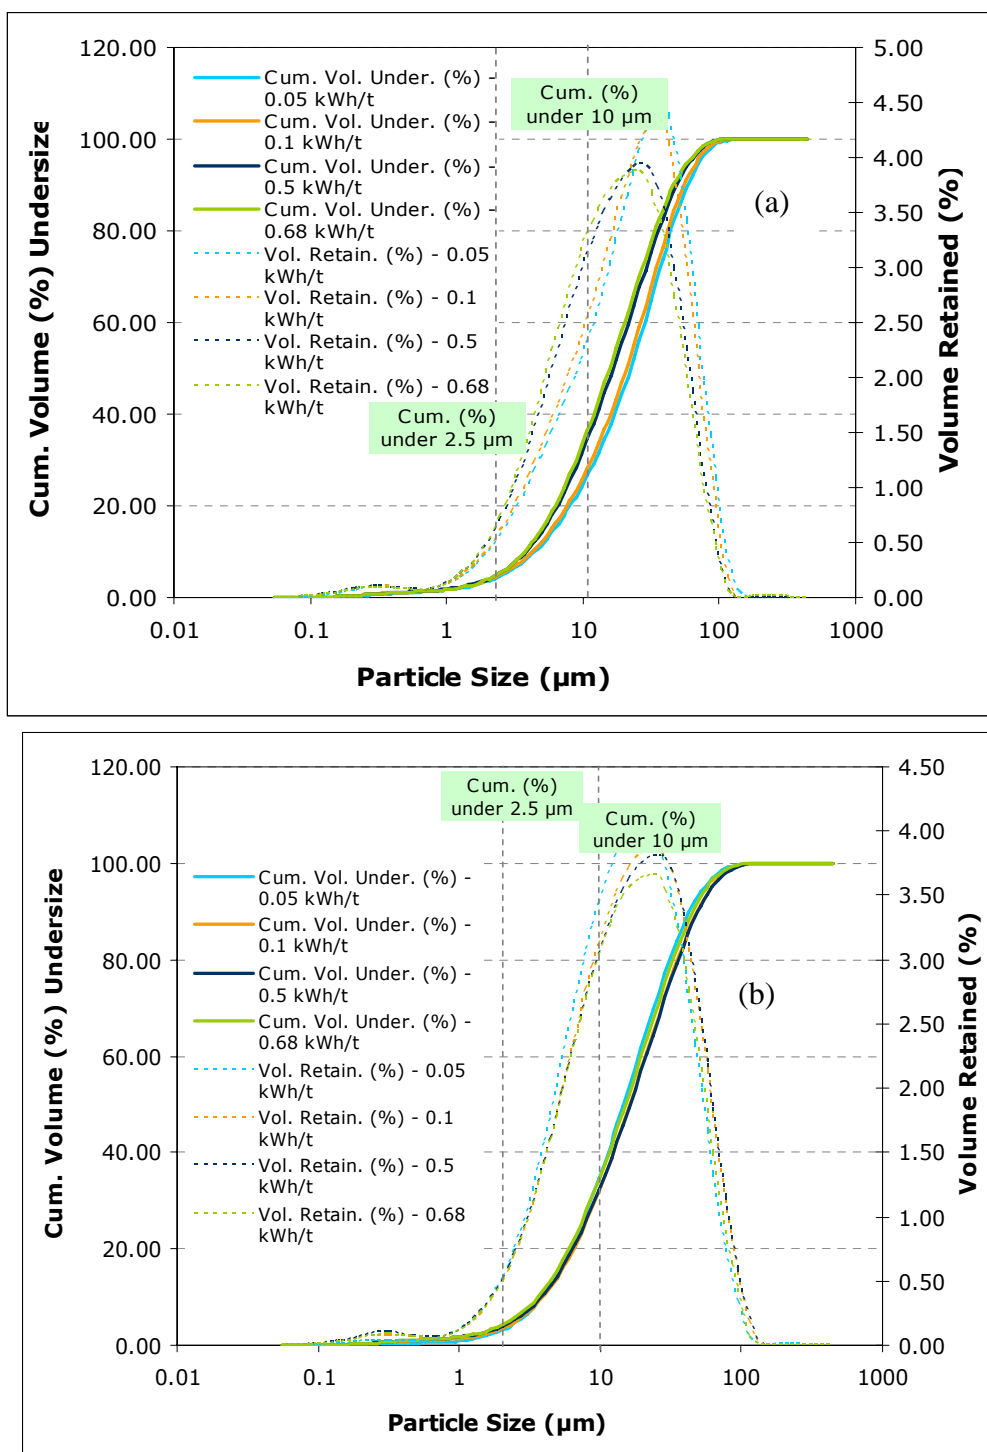 120.00
100.00
80.00
60.00
40.00
20.00
0.00
Cum. Volume (%) Undersize
Cum. Vol. Under. (%) -
0.05 kWh/t
Cum. Vol. Under. (%) -
0.1 kWh/t
Cum. Vol. Under. (%) -
0.5 kWh/t
Cum. Vol. Under. (%) -
0.68 kWh/t
Vol. Retain. (%) - 0.05
kWh/t
Vol. Retain. (%) - 0.1
kWh/t
Vol. Retain. (%) - 0.5
kWh/t
Vol. Retain. (%) - 0.68
kWh/t
Cum. (%)
under 10 µm
Cum. (%)
under 2.5 µm
(a)
5.00
4.50
4.00
3.50
3.00
2.50
2.00
1.50
1.00
0.50
0.00
Volume Retained (%)
0.01
0.1
1
10
100
1000
Particle Size (µm)
120.00
100.00
80.00
60.00
40.00
20.00
0.00
Cum. Volume (%) Undersize
Cum. (%)
under 2.5 µm
Cum. (%)
under 10 µm
Cum. Vol. Under. (%) -
0.05 kWh/t
Cum. Vol. Under. (%) -
0.1 kWh/t
Cum. Vol. Under. (%) -
0.5 kWh/t
Cum. Vol. Under. (%) -
0.68 kWh/t
Vol. Retain. (%) - 0.05
kWh/t
Vol. Retain. (%) - 0.1
kWh/t
Vol. Retain. (%) - 0.5
kWh/t
Vol. Retain. (%) - 0.68
kWh/t
(b)
4.50
4.00
3.50
3.00
2.50
2.00
1.50
1.00
0.50
0.00
Volume Retained (%)
0.01
0.1
1
10
100
1000
Particle Size (µm)